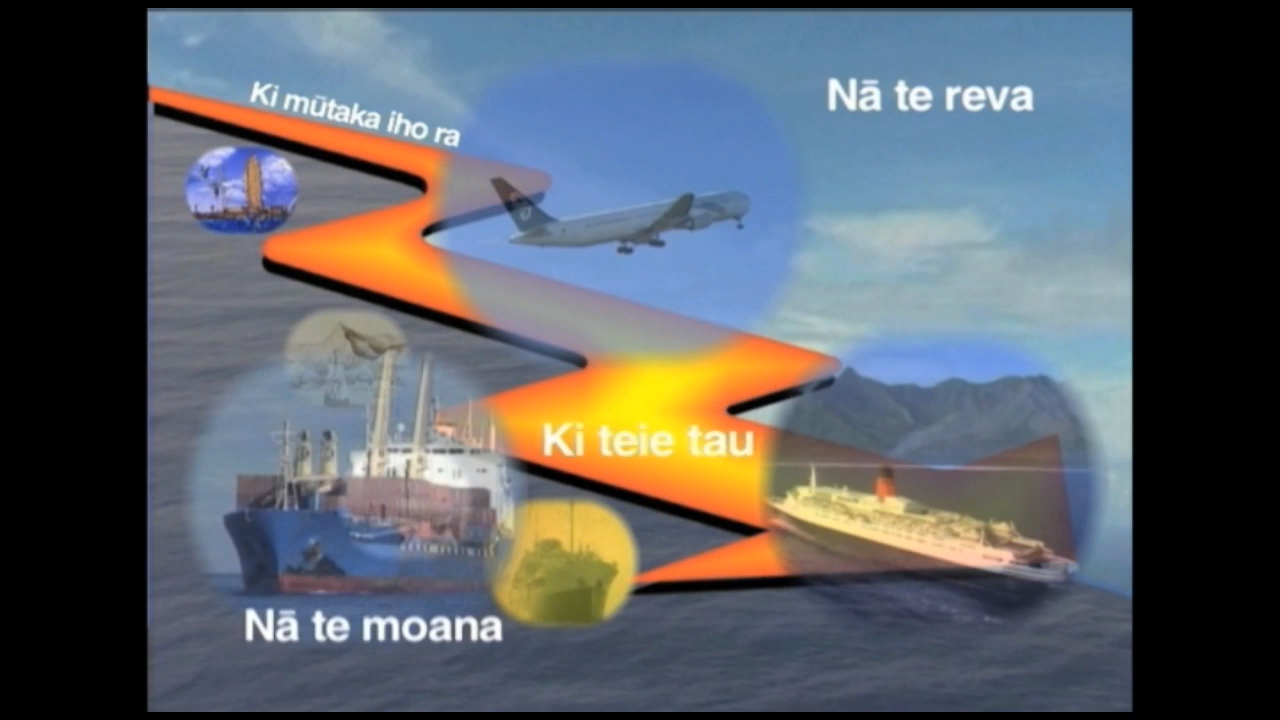 Ki mūtaka iho ra
Nā te reva
Ki teie tau
Nā te moana